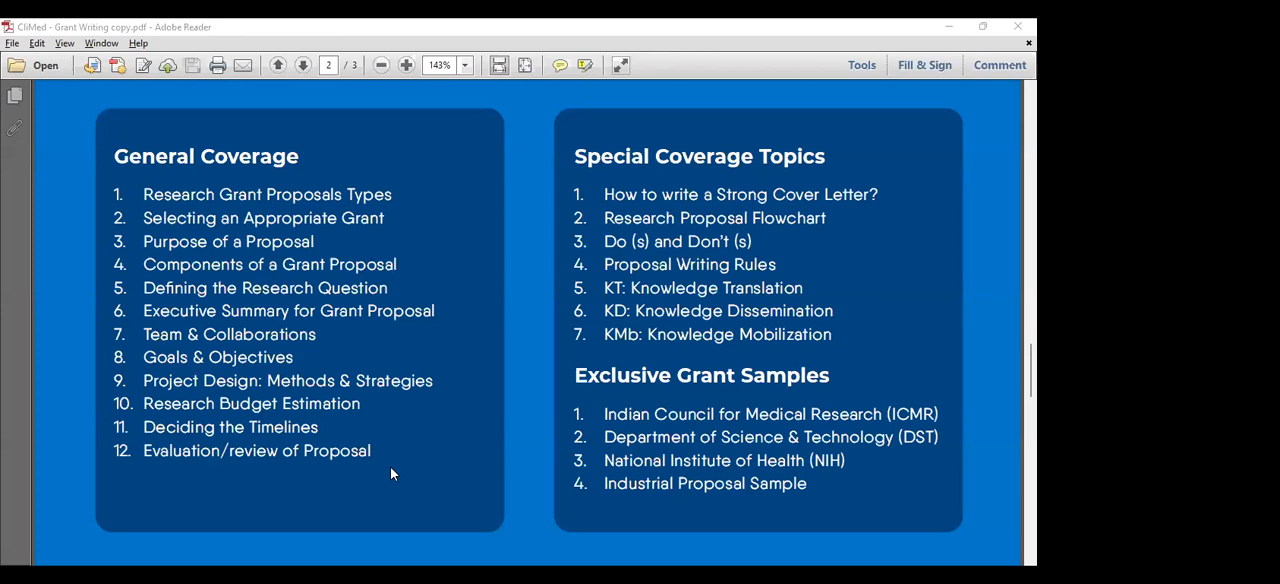 CliMed - Grant Writing copy.pdf - Adobe Reader
File Edit View Window Help
Open 2 / 3 143% Tools Fill & Sign Comment
General Coverage
1. Research Grant Proposals Types
2. Selecting an Appropriate Grant
3. Purpose of a Proposal
4. Components of a Grant Proposal
5. Defining the Research Question
6. Executive Summary for Grant Proposal
7. Team & Collaborations
8. Goals & Objectives
9. Project Design: Methods & Strategies
10. Research Budget Estimation
11. Deciding the Timelines
12. Evaluation/review of Proposal
Special Coverage Topics
1. How to write a Strong Cover Letter?
2. Research Proposal Flowchart
3. Do (s) and Don't (s)
4. Proposal Writing Rules
5. KT: Knowledge Translation
6. KD: Knowledge Dissemination
7. KMb: Knowledge Mobilization
Exclusive Grant Samples
1. Indian Council for Medical Research (ICMR)
2. Department of Science & Technology (DST)
3. National Institute of Health (NIH)
4. Industrial Proposal Sample